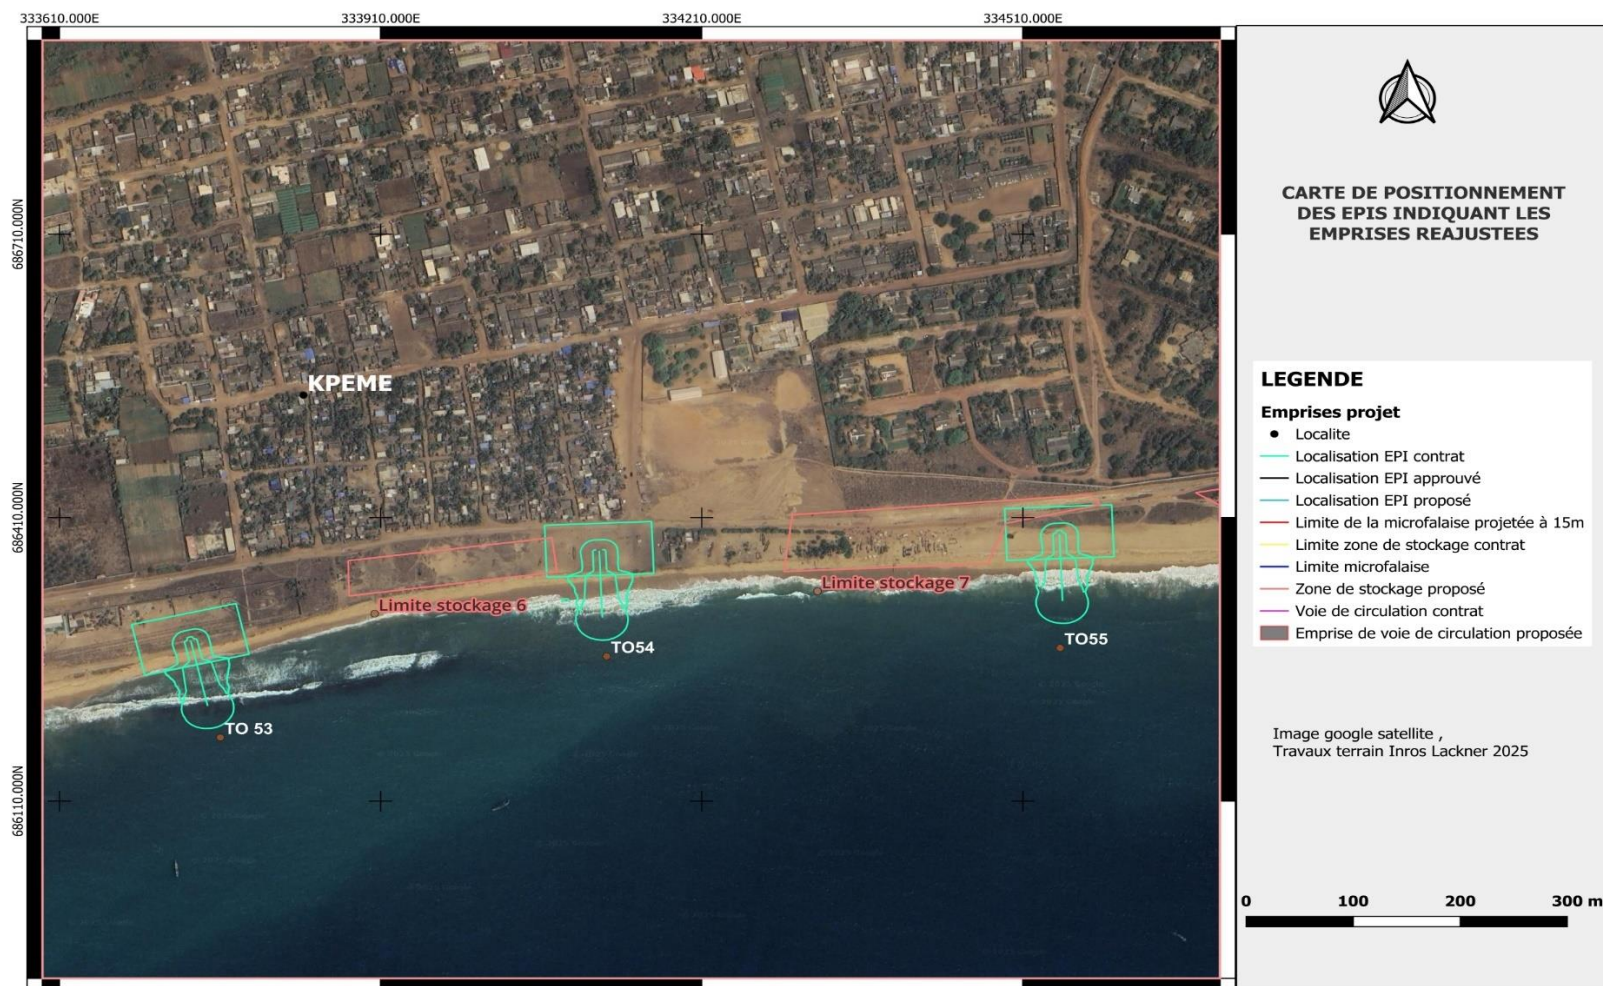 333610.000E
333910.000E
334210.000E
334510.000E
686710.000N
686410.000N
686110.000N
KPEME
Limite stockage 6
Limite stockage 7
TO 53
TO54
TO55
CARTE DE POSITIONNEMENT
DES EPIS INDIQUANT LES
EMPRISES REAJUSTEES
LEGENDE
Emprises projet
Localite
Localisation EPI contrat
Localisation EPI approuvé
Localisation EPI proposé
Limite de la microfalaise projetée à 15m
Limite zone de stockage contrat
Limite microfalaise
Zone de stockage proposé
Voie de circulation contrat
Emprise de voie de circulation proposée
Image google satellite ,
Travaux terrain Inros Lackner 2025
0 100 200 300 m